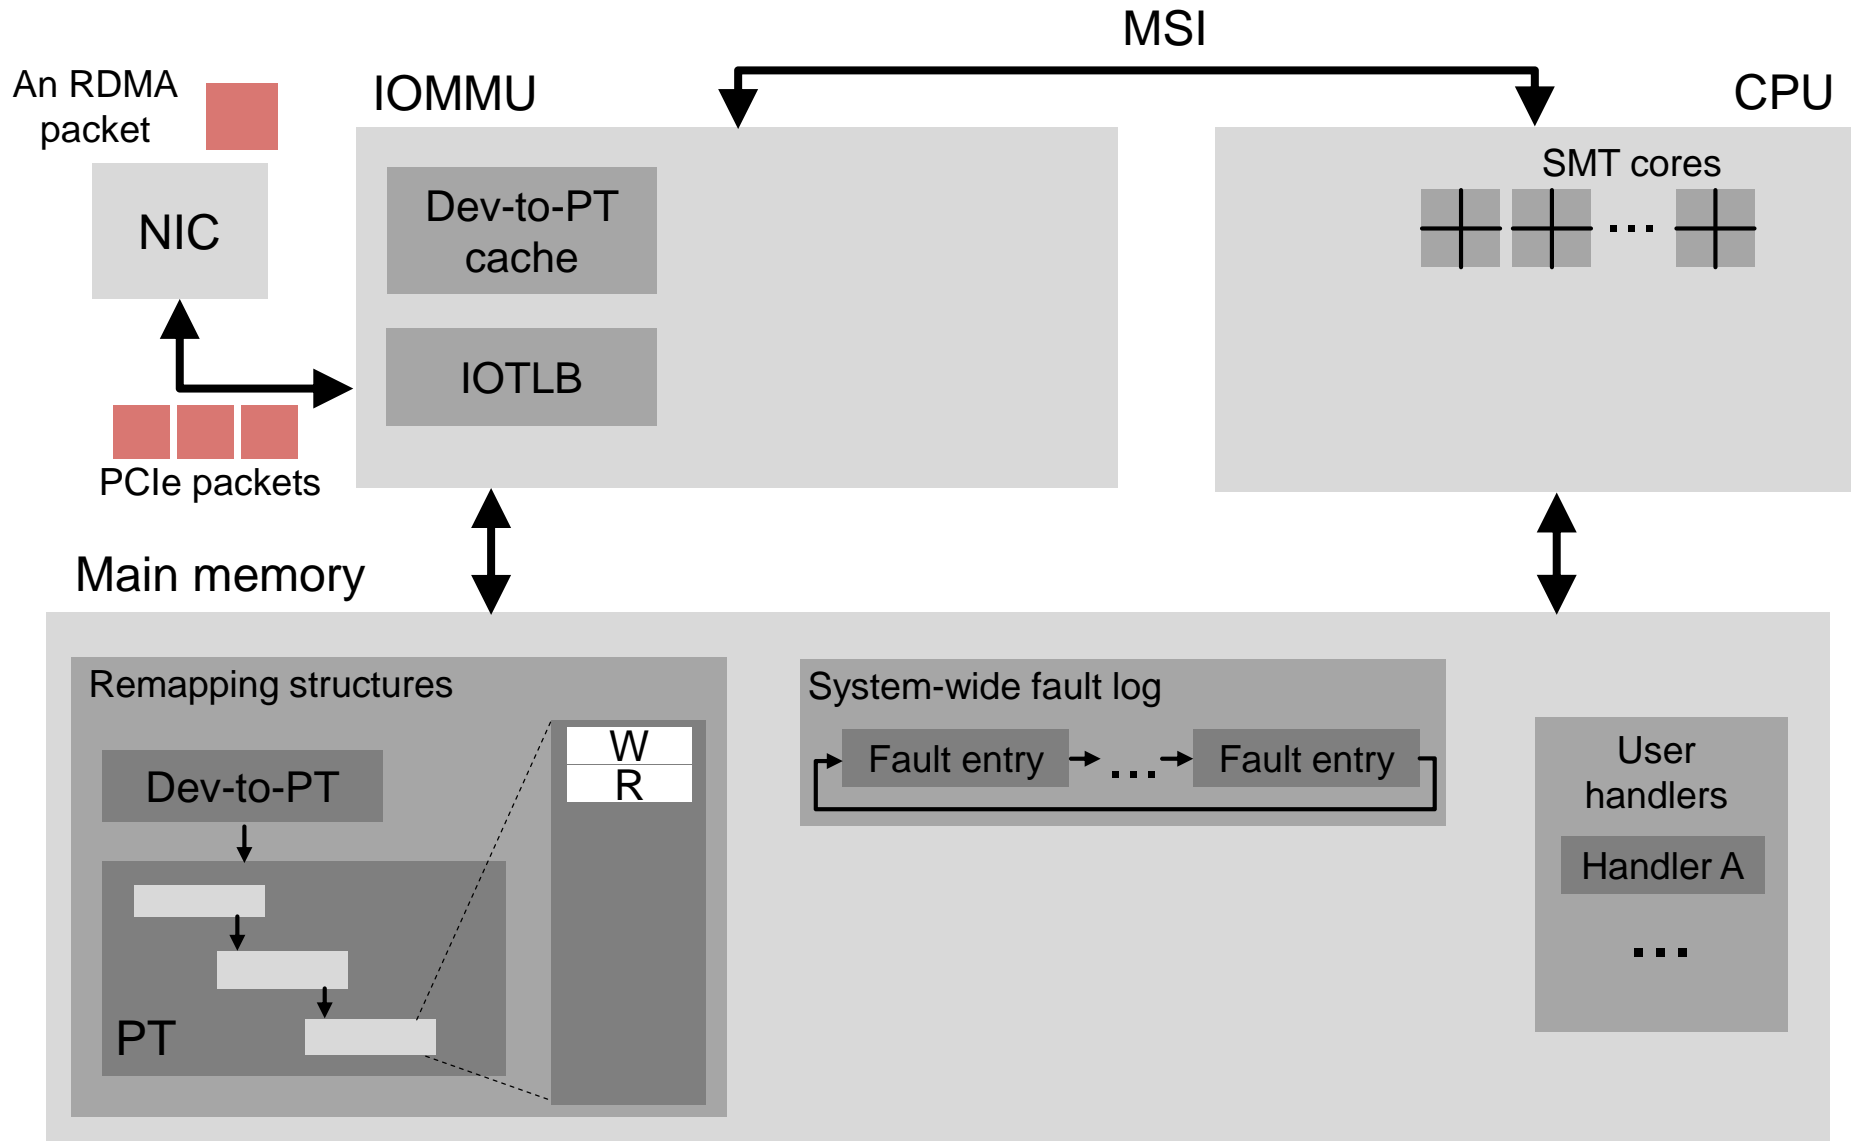 MSI
An RDMA
packet
IOMMU
CPU
SMT cores
NIC
Dev-to-PT
cache
...
IOTLB
PCIe packets
Main memory
Remapping structures
W
R
Dev-to-PT
PT
System-wide fault log
Fault entry
...
Fault entry
User
handlers
Handler A
...